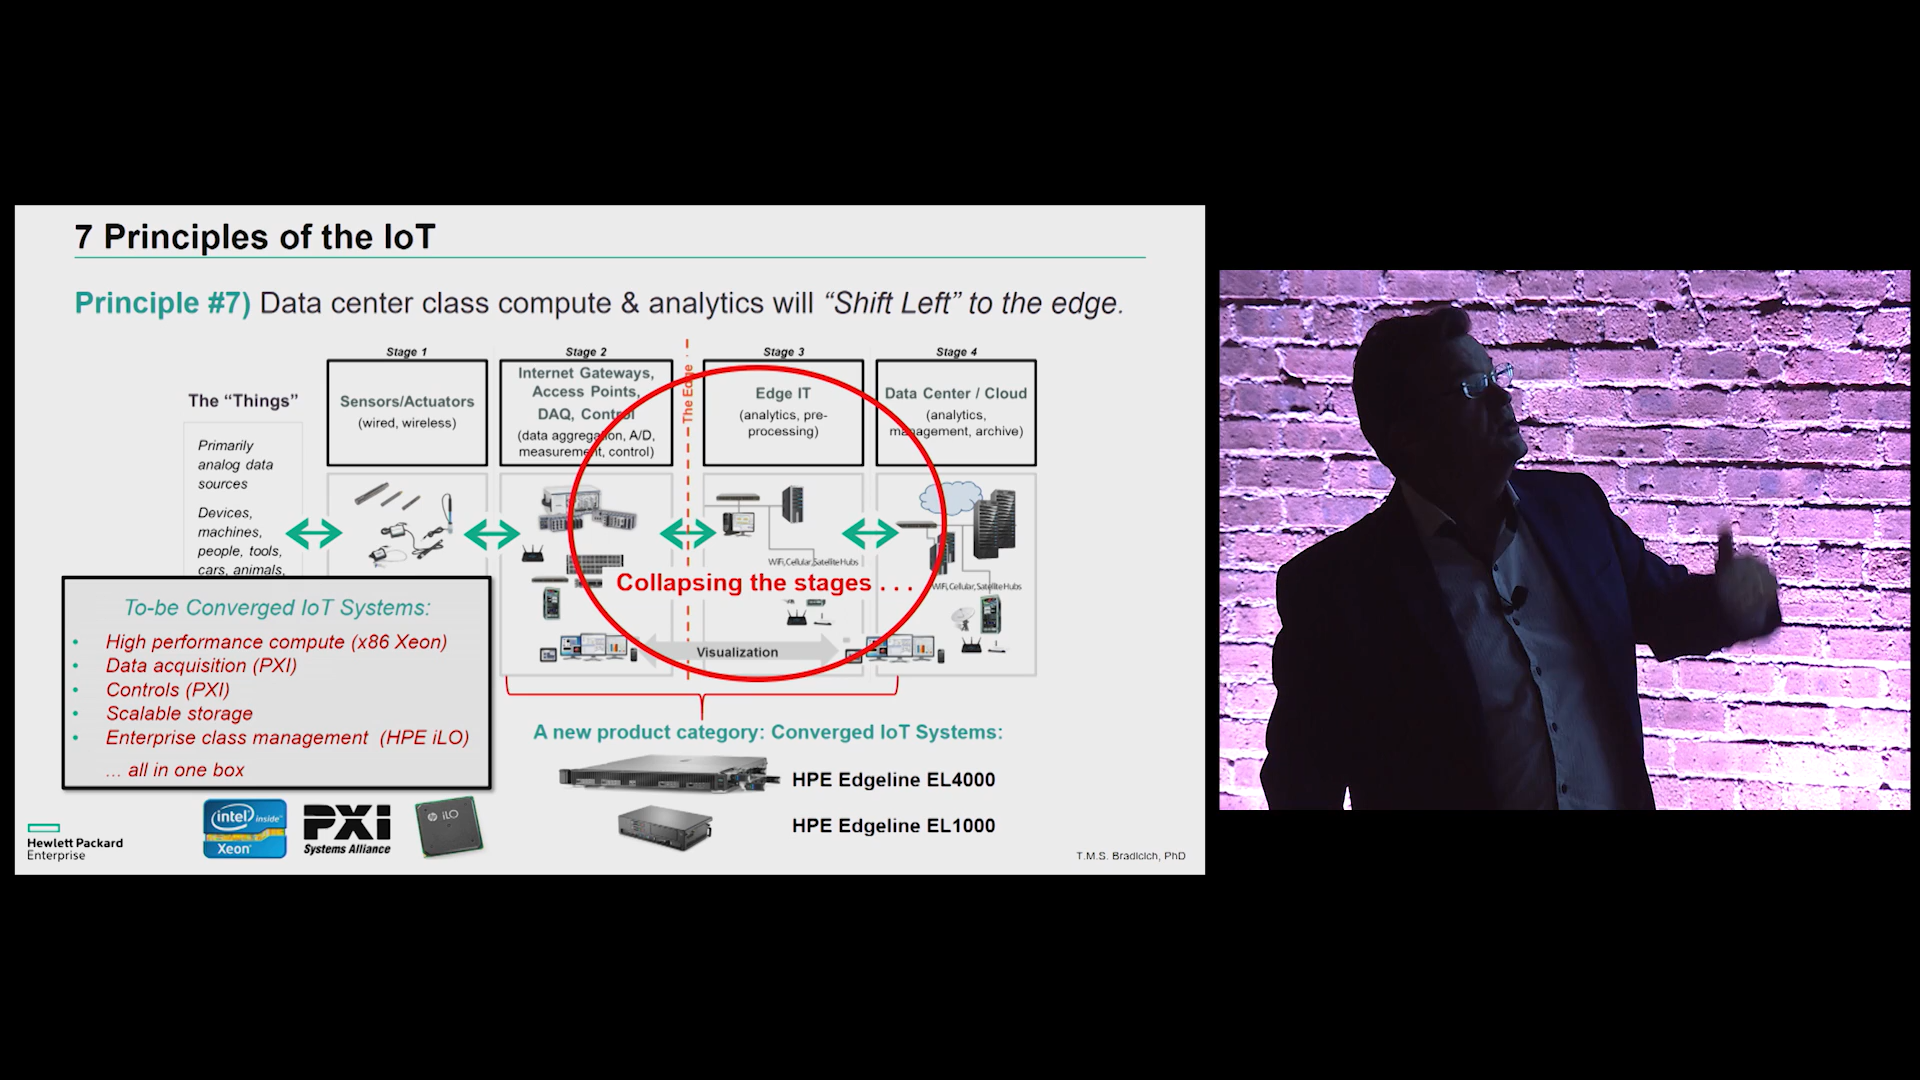 7 Principles of the IoT
Principle #7) Data center class compute & analytics will “Shift Left” to the edge.
Stage 1
Stage 2
Stage 3
Stage 4
The “Things”
Primarily
analog data
sources
Devices,
machines,
people, tools,
cars, animals,
Sensors/Actuators
(wired, wireless)
Internet Gateways,
Access Points,
DAQ, Control
(data aggregation, A/D,
measurement, control)
The Edge
Edge IT
(analytics, pre-
processing)
Data Center / Cloud
(analytics,
management, archive)
WiFi, Cellular, Satellite Hubs
WiFi, Cellular, Satellite Hubs
Collapsing the stages . . .
Visualization
To-be Converged IoT Systems:
• High performance compute (x86 Xeon)
• Data acquisition (PXI)
• Controls (PXI)
• Scalable storage
• Enterprise class management (HPE iLO)
... all in one box
A new product category: Converged IoT Systems:
HPE Edgeline EL4000
HPE Edgeline EL1000
intel inside
Xeon
PXI
Systems Alliance
hp iLO
Hewlett Packard
Enterprise
T.M.S. Bradicich, PhD